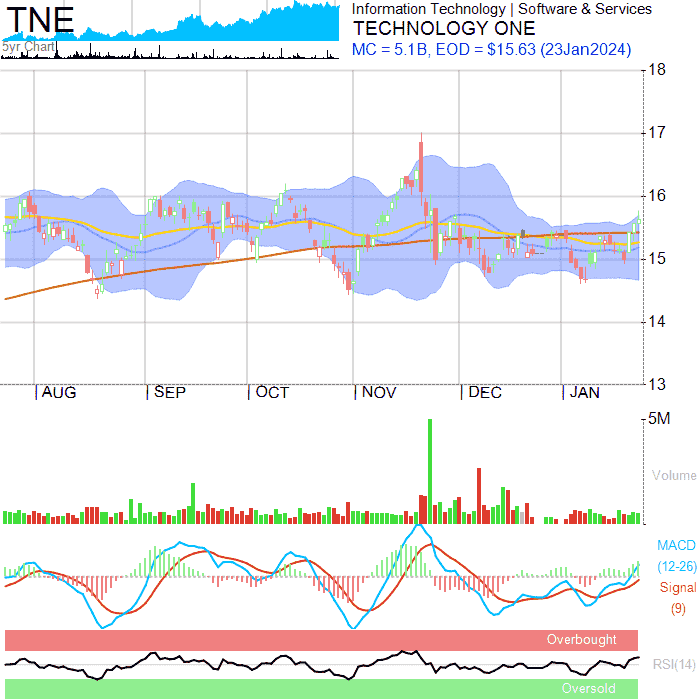 TNE
Information Technology | Software & Services
TECHNOLOGY ONE
5yr Chart
MC = 5.1B, EOD = $15.63 (23Jan2024)
18
17
16
15
14
13
AUG
SEP
OCT
NOV
DEC
JAN
5M
Volume
MACD
(12-26)
Signal
(9)
Overbought
RSI(14)
Oversold